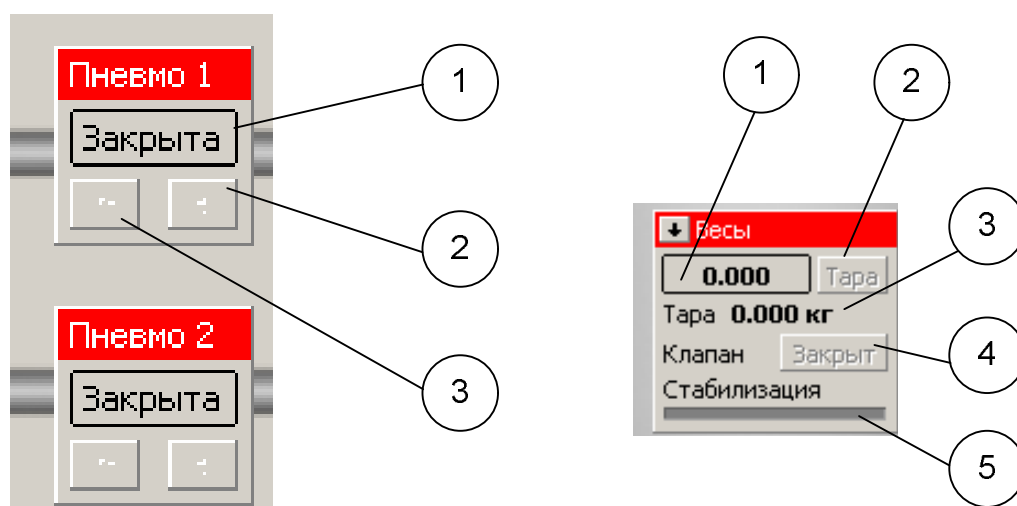 Пневмо 1
Закрыта
1
2
Пневмо 2
Закрыта
3
1
2
Весы
0.000 Тара
3
Тара 0.000 кг
4
Клапан Закрыт
Стабилизация
5